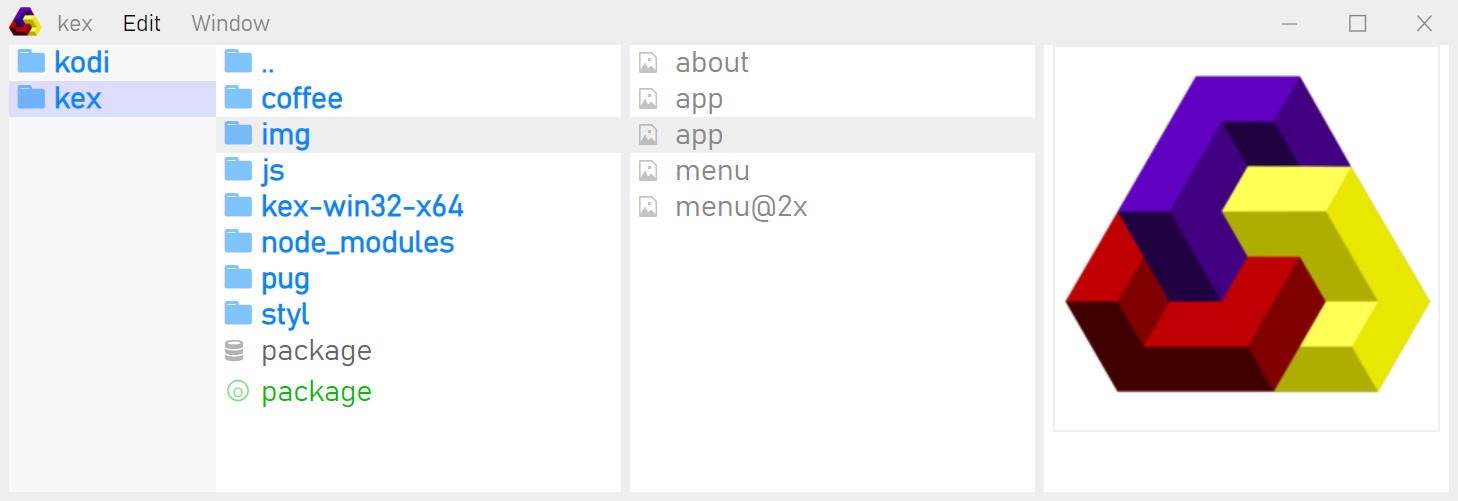 kex Edit Window
kodi
kex
..
coffee
img
js
kex-win32-x64
node_modules
pug
styl
package
package
about
app
app
menu
menu@2x